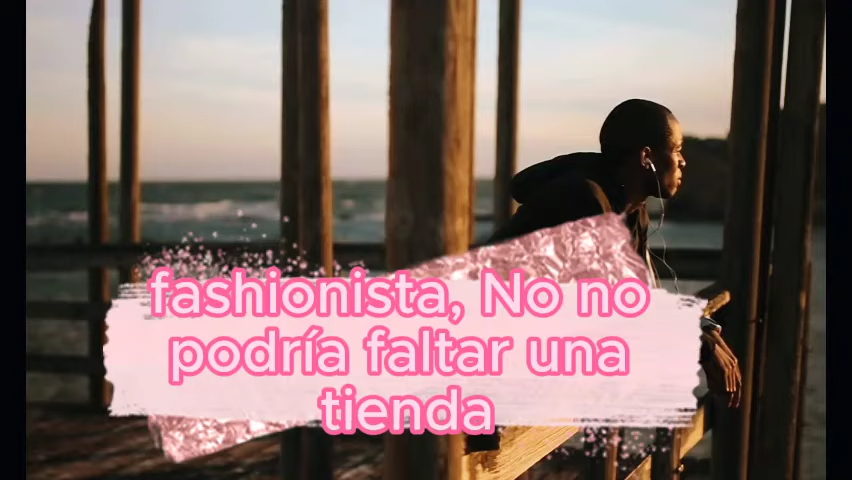 fashionista, No no
podría faltar una
tienda